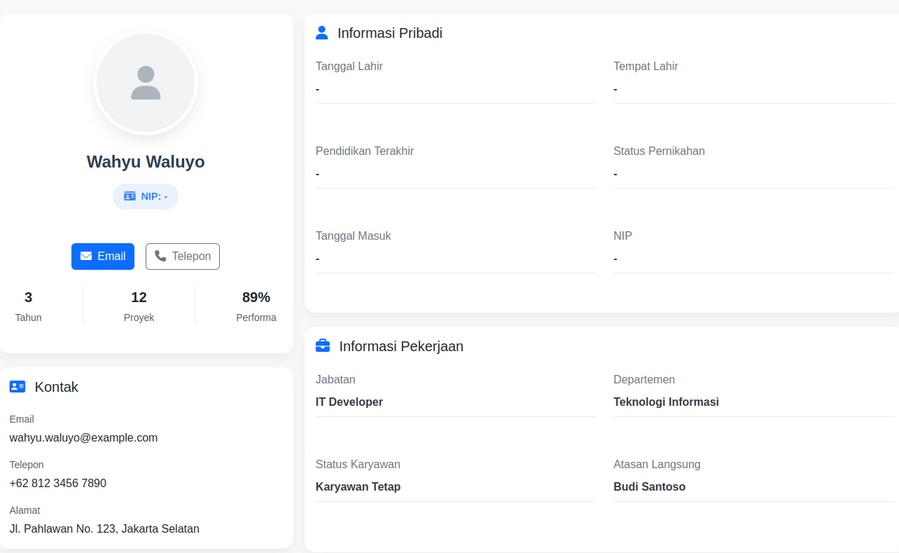 Wahyu Waluyo
NIP: -
Email
Telepon
3
Tahun
12
Proyek
89%
Performa
Kontak
Email
wahyu.waluyo@example.com
Telepon
+62 812 3456 7890
Alamat
Jl. Pahlawan No. 123, Jakarta Selatan
Informasi Pribadi
Tanggal Lahir
-
Tempat Lahir
-
Pendidikan Terakhir
-
Status Pernikahan
-
Tanggal Masuk
-
NIP
-
Informasi Pekerjaan
Jabatan
IT Developer
Departemen
Teknologi Informasi
Status Karyawan
Karyawan Tetap
Atasan Langsung
Budi Santoso